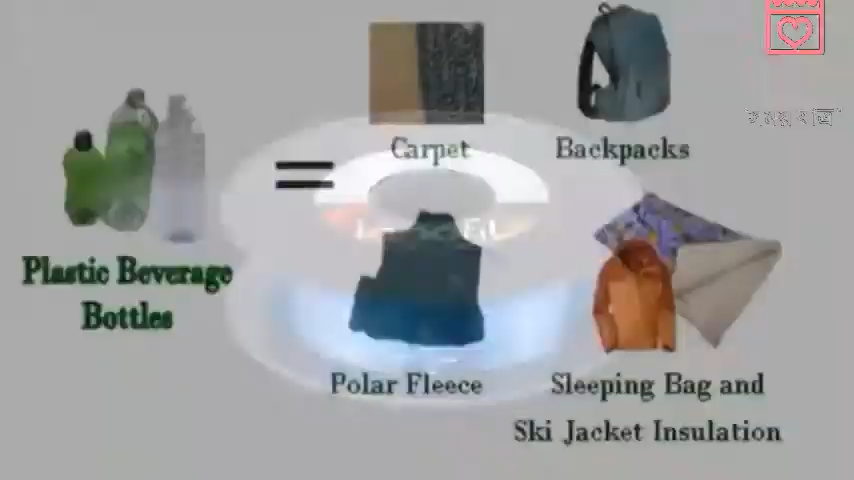 Carpet
Backpacks
=
Plastic Beverage
Bottles
Polar Fleece
Sleeping Bag and
Ski Jacket Insulation